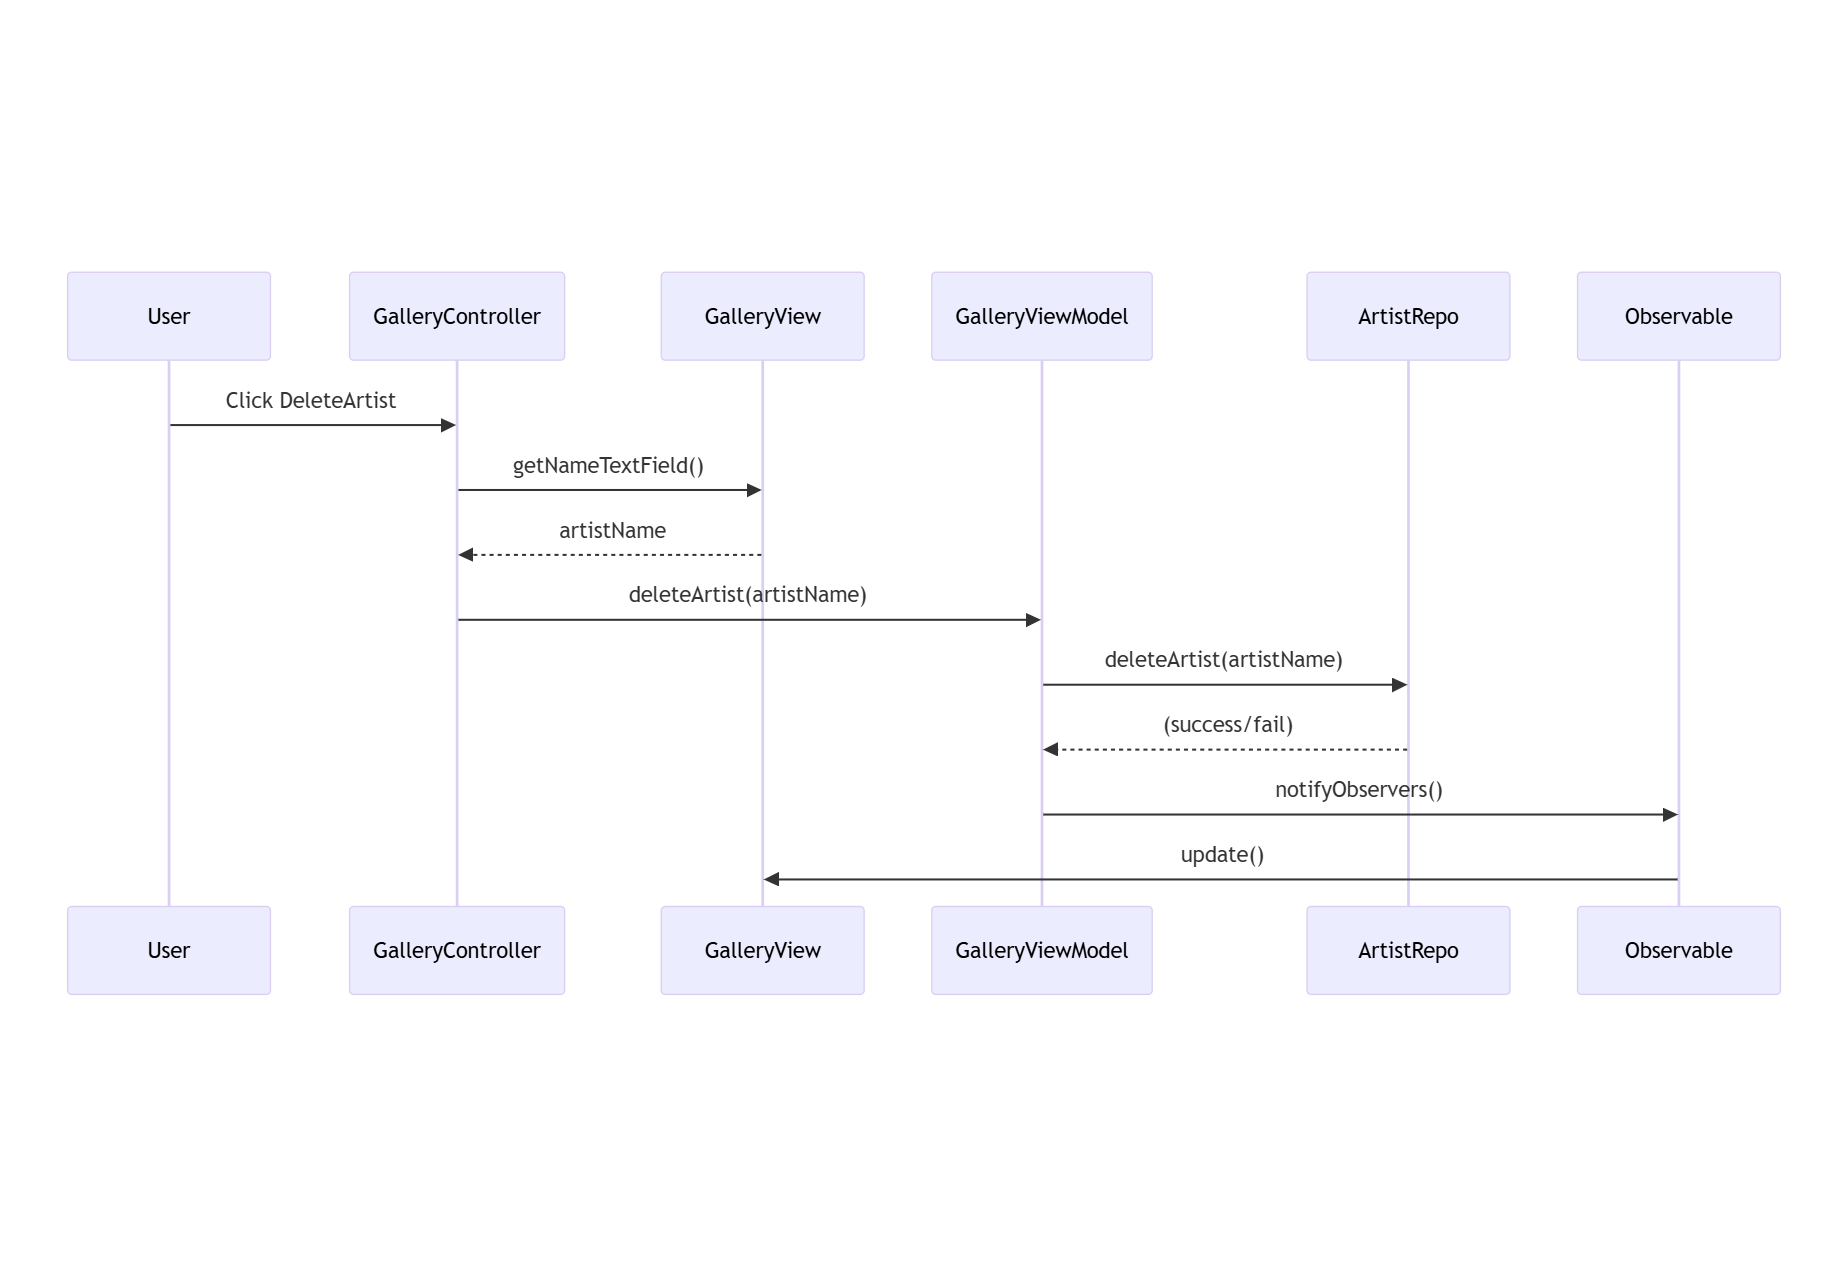 User
GalleryController
GalleryView
GalleryViewModel
ArtistRepo
Observable
Click DeleteArtist
getNameTextField()
artistName
deleteArtist(artistName)
deleteArtist(artistName)
(success/fail)
notifyObservers()
update()
User
GalleryController
GalleryView
GalleryViewModel
ArtistRepo
Observable